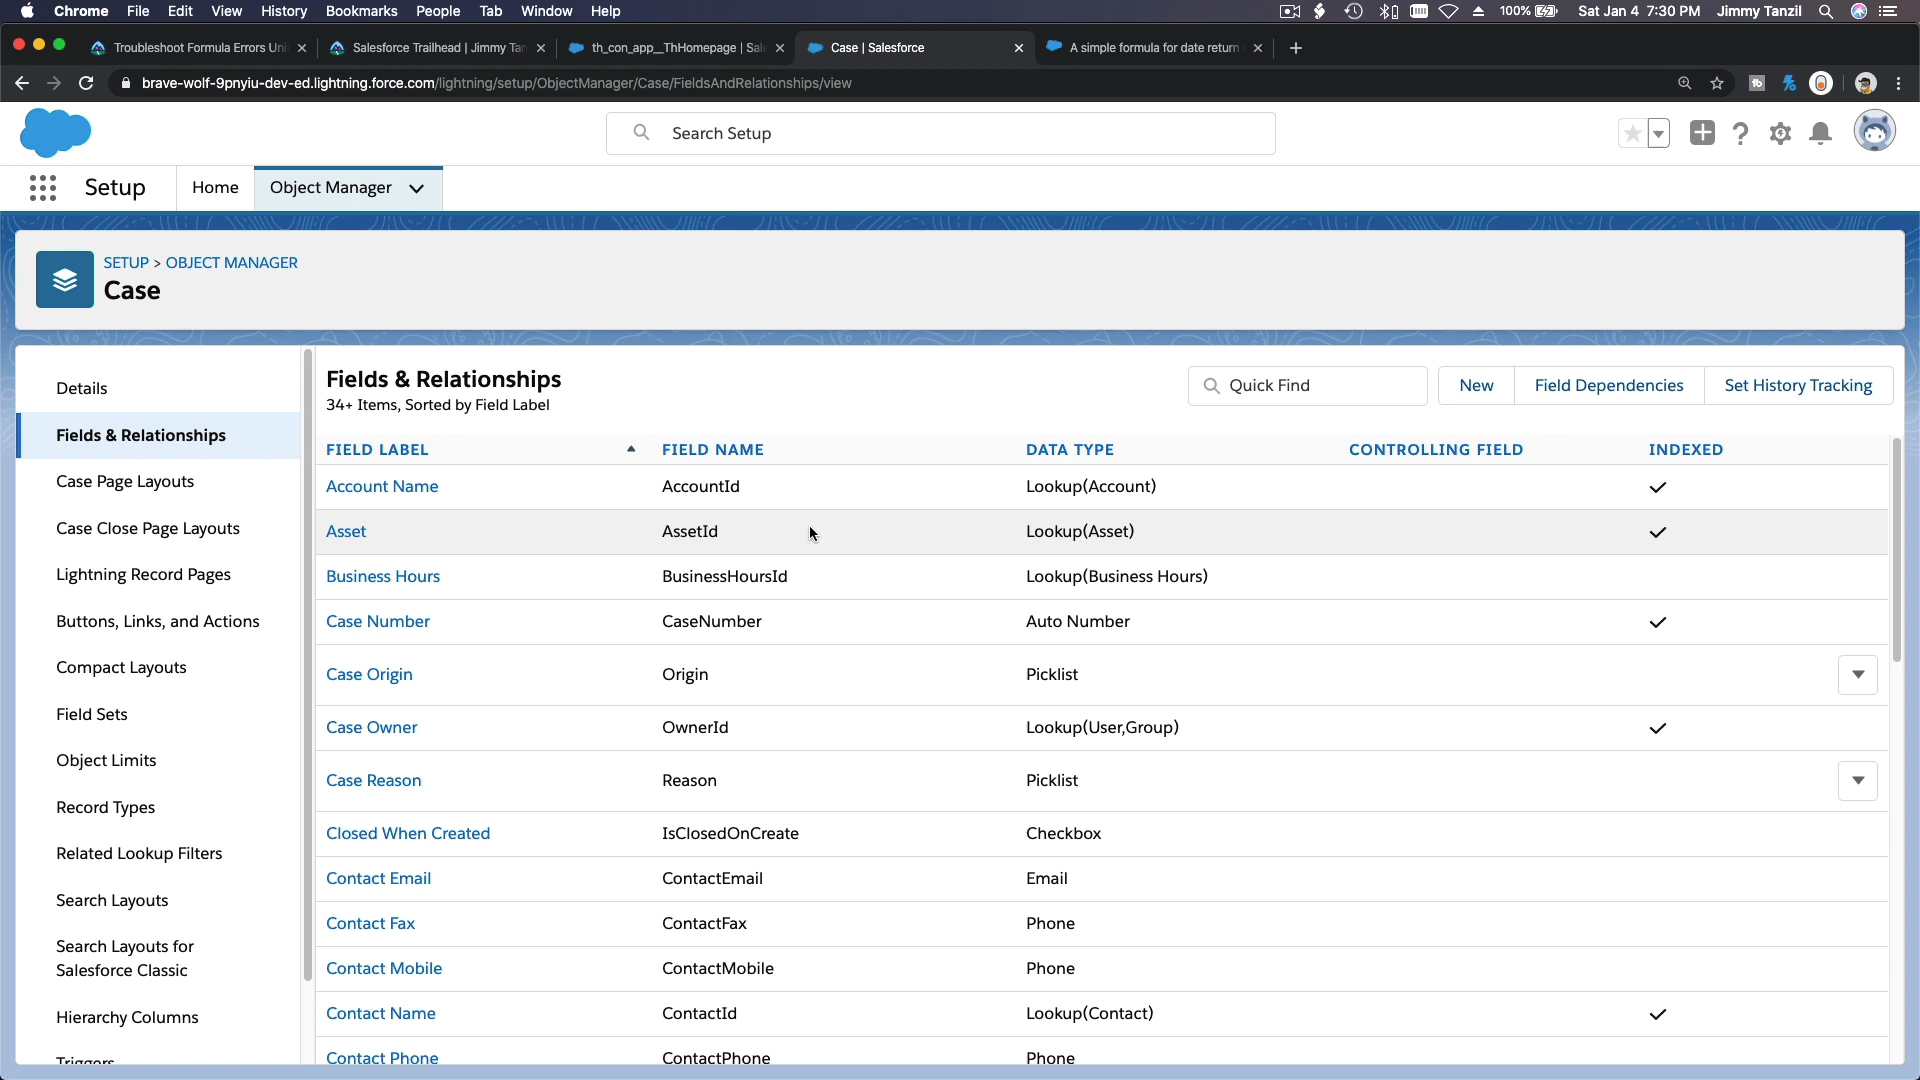 Chrome File Edit View History Bookmarks People Tab Window Help 100% Sat Jan 4 7:30 PM Jimmy Tanzil
Troubleshoot Formula Errors Uni Salesforce Trailhead | Jimmy Tan th_con_app__ThHomepage | Sal Case | Salesforce A simple formula for date return
brave-wolf-9pnyiu-dev-ed.lightning.force.com/lightning/setup/ObjectManager/Case/FieldsAndRelationships/view
Search Setup
Setup Home Object Manager
SETUP > OBJECT MANAGER
Case
Details
Fields & Relationships
Case Page Layouts
Case Close Page Layouts
Lightning Record Pages
Buttons, Links, and Actions
Compact Layouts
Field Sets
Object Limits
Record Types
Related Lookup Filters
Search Layouts
Search Layouts for
Salesforce Classic
Hierarchy Columns
Triggers
Fields & Relationships
34+ Items, Sorted by Field Label
Quick Find New Field Dependencies Set History Tracking
FIELD LABEL FIELD NAME DATA TYPE CONTROLLING FIELD INDEXED
Account Name AccountId Lookup(Account)
Asset AssetId Lookup(Asset)
Business Hours BusinessHoursId Lookup(Business Hours)
Case Number CaseNumber Auto Number
Case Origin Origin Picklist
Case Owner OwnerId Lookup(User,Group)
Case Reason Reason Picklist
Closed When Created IsClosedOnCreate Checkbox
Contact Email ContactEmail Email
Contact Fax ContactFax Phone
Contact Mobile ContactMobile Phone
Contact Name ContactId Lookup(Contact)
Contact Phone ContactPhone Phone